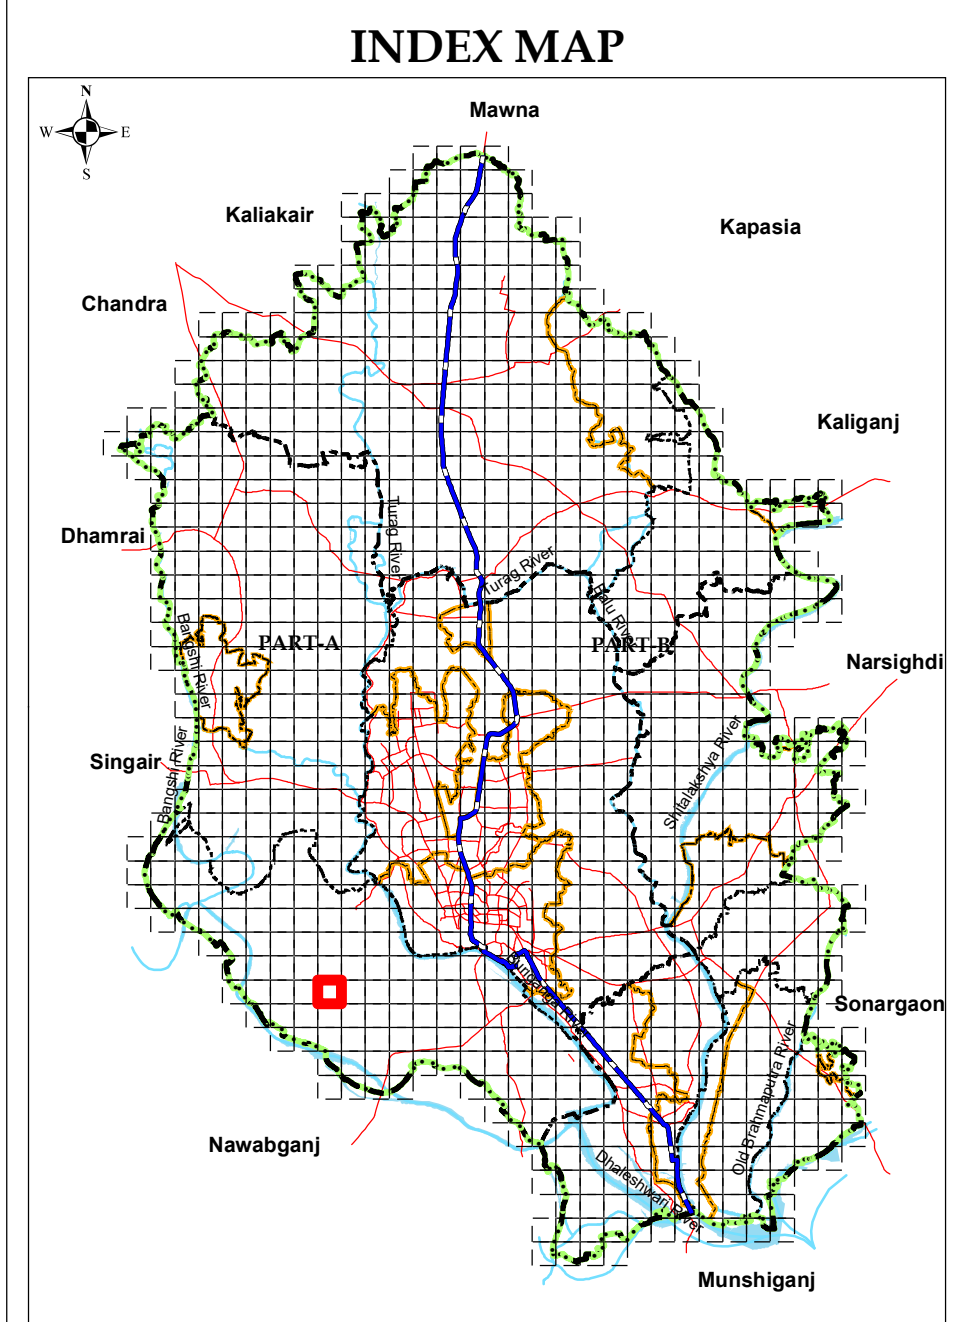 INDEX MAP
N
W E
S
Mawna
Kaliakair
Kapasia
Chandra
Kaliganj
Dhamrai
Turag River
Turag River
Balu River
Bangshi River
PART-A
PART-B
Narsighdi
Singair
Bangshi River
Shitalakshya River
Buriganga River
Sonargaon
Old Brahmaputra River
Nawabganj
Dhaleshwari River
Munshiganj